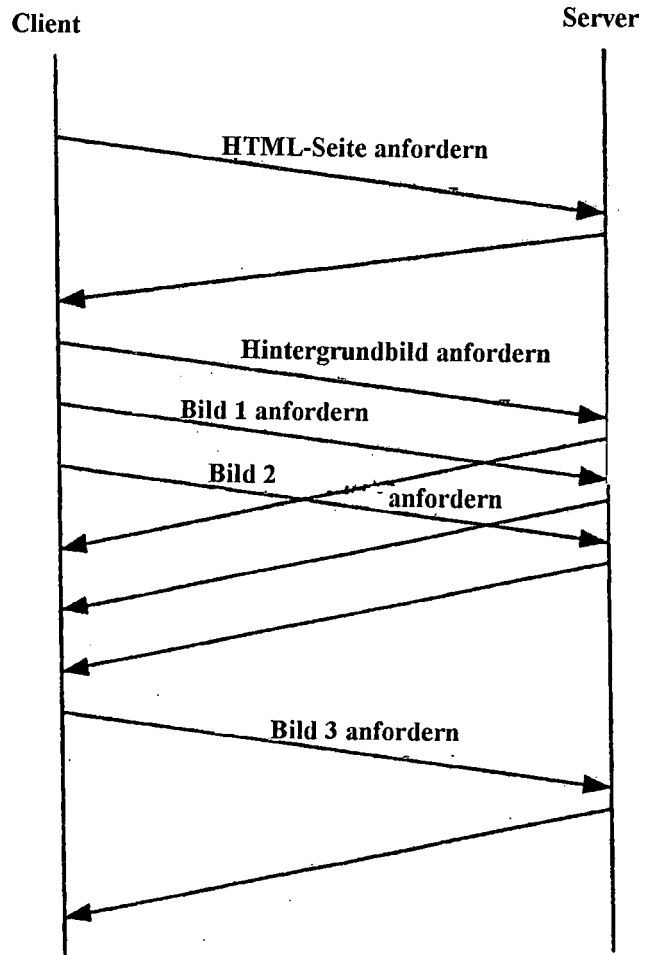 Client
Server
HTML-Seite anfordern
Hintergrundbild anfordern
Bild 1 anfordern
Bild 2
anfordern
Bild 3 anfordern